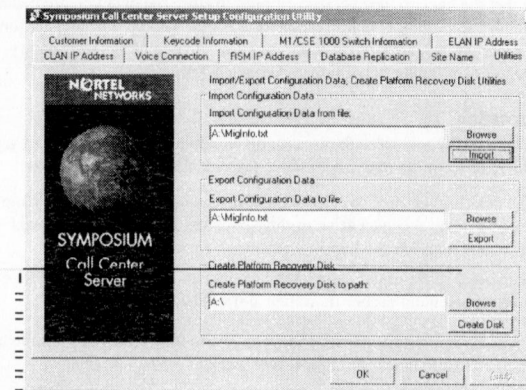 Symposium Call Center Server Setup Configuration Utility
Customer Information
Keycode Information
M1/CSE 1000 Switch Information
ELAN IP Address
CLAN IP Address
Voice Connection
RSM IP Address
Database Replication
Site Name
Utilities
NORTEL
NETWORKS
SYMPOSIUM
Call Center
Server
Import/Export Configuration Data, Create Platform Recovery Disk Utilities
Import Configuration Data
Import Configuration Data from file:
A:\MigInfo.txt
Browse
Import
Export Configuration Data
Export Configuration Data to file:
A:\MigInfo.txt
Browse
Export
Create Platform Recovery Disk
Create Platform Recovery Disk to path:
A:\
Browse
Create Disk
OK
Cancel